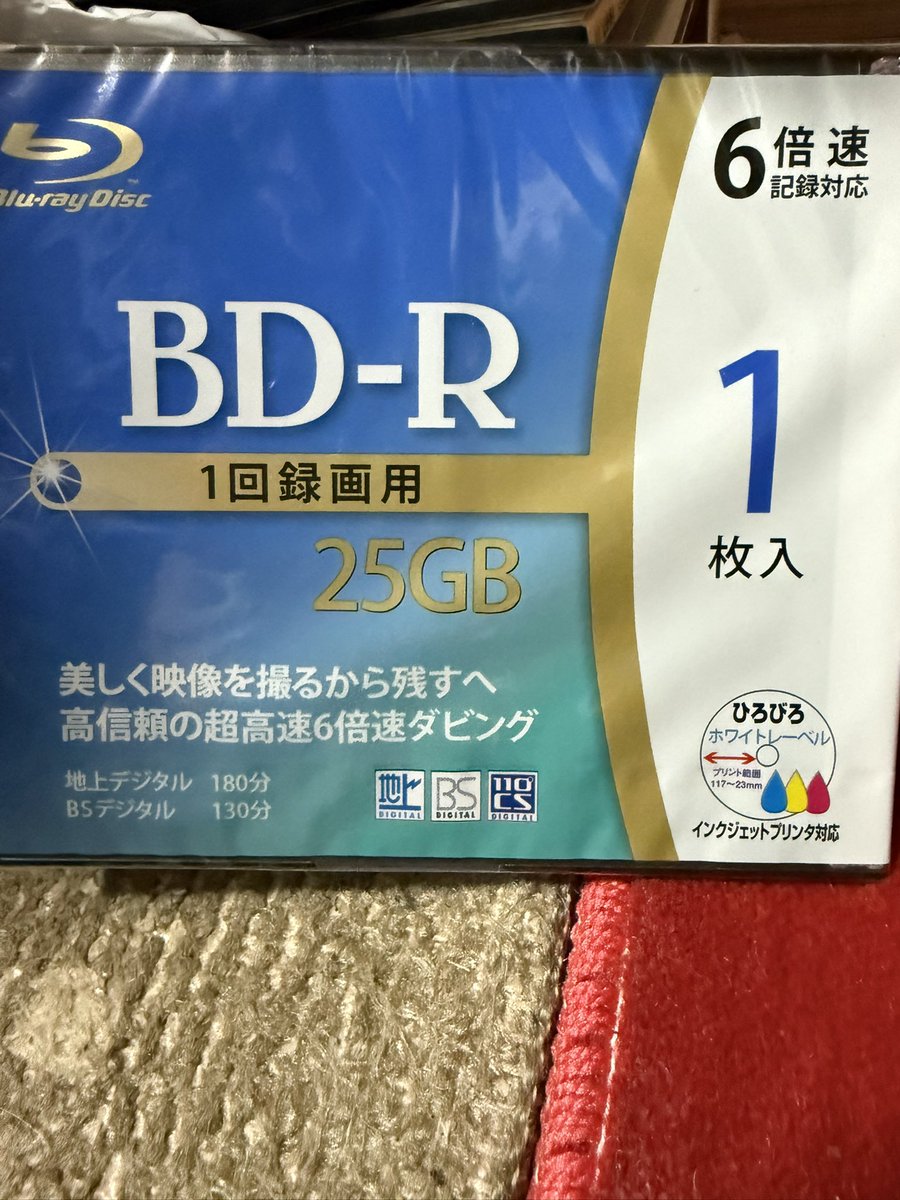 Blu-ray Disc
6倍速
記録対応
BD-R
1回録画用
25GB
1
枚入
美しく映像を撮るから残すへ
高信頼の超高速6倍速ダビング
地上デジタル 180分
BSデジタル 130分
地上
DIGITAL
BS
DIGITAL
110°
CS
DIGITAL
ひろびろ
ホワイトレーベル
プリント範囲
117〜23mm
インクジェットプリンタ対応